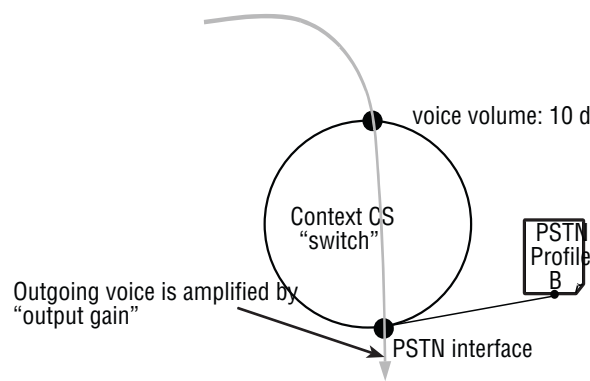 voice volume: 10 d
Context CS
“switch”
PSTN
Profile
B
Outgoing voice is amplified by
“output gain”
PSTN interface